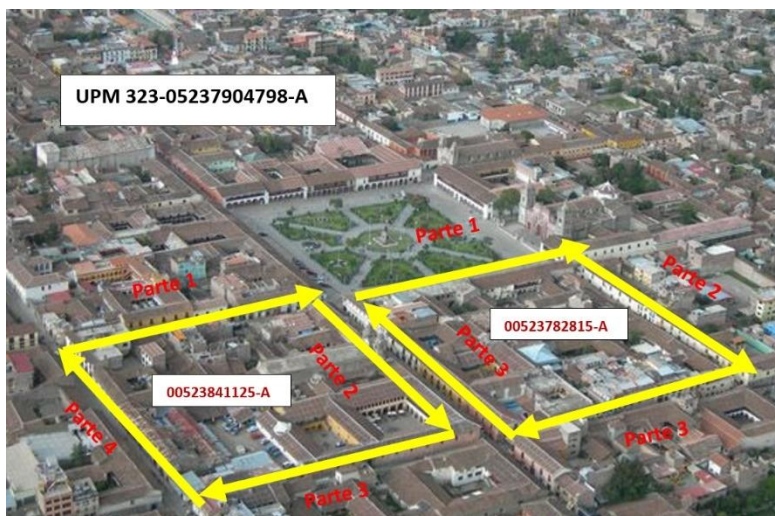 UPM 323-05237904798-A
Parte 1
Parte 2
Parte 1
00523782815-A
Parte 3
Parte 2
00523841125-A
Parte 4
Parte 3
Parte 3